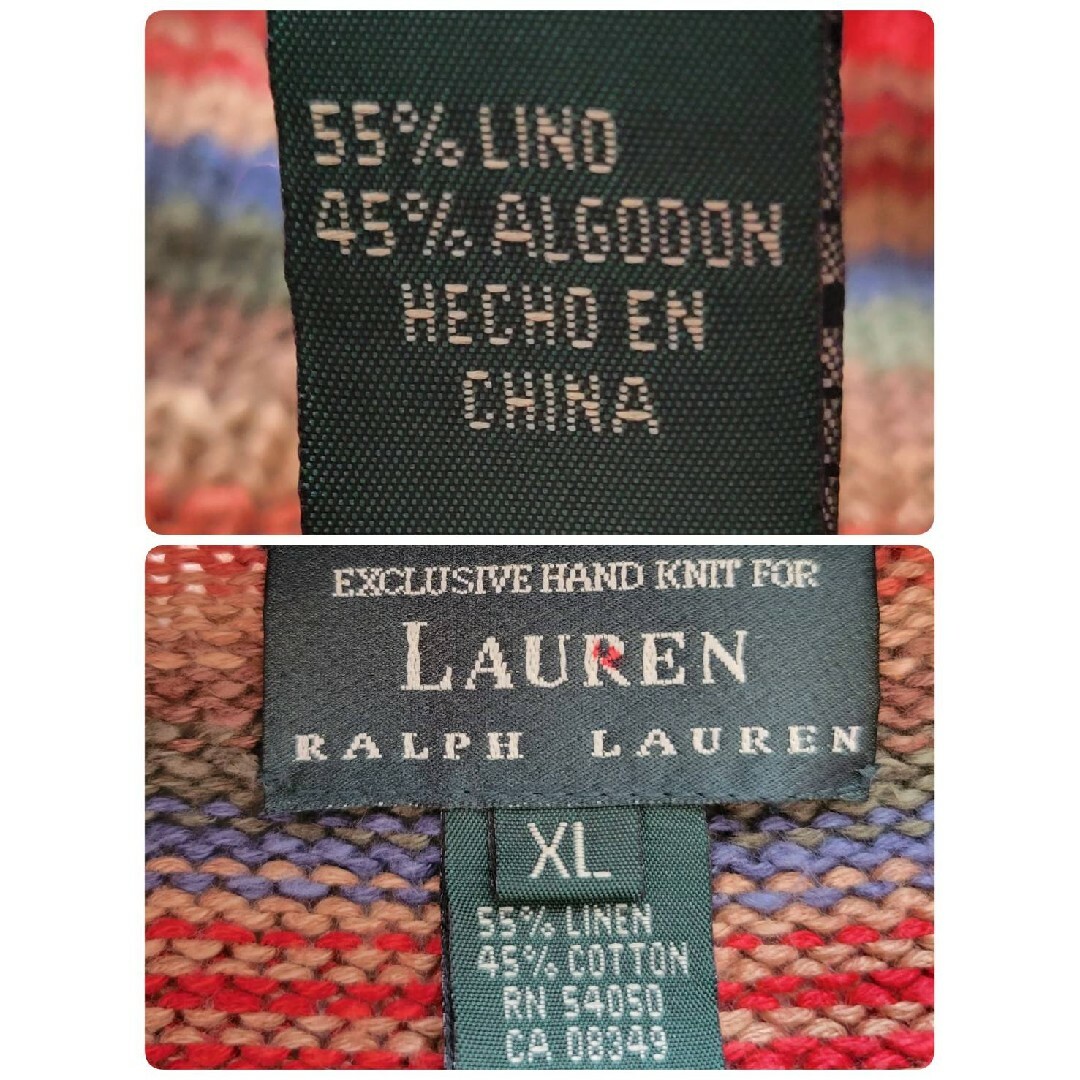 55% LINO
45% ALGODON
HECHO EN
CHINA
EXCLUSIVE HAND KNIT FOR
LAUREN
RALPH LAUREN
XL
55% LINEN
45% COTTON
RN 54050
CA 08349